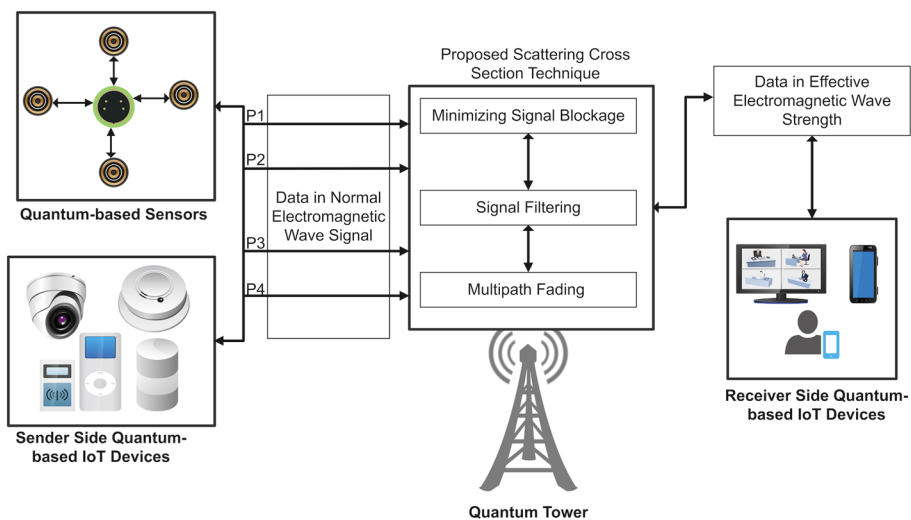 Quantum-based Sensors
Sender Side Quantum-
based IoT Devices
P1
P2
P3
P4
Data in Normal
Electromagnetic
Wave Signal
Proposed Scattering Cross
Section Technique
Minimizing Signal Blockage
Signal Filtering
Multipath Fading
Quantum Tower
Data in Effective
Electromagnetic Wave
Strength
Receiver Side Quantum-
based IoT Devices